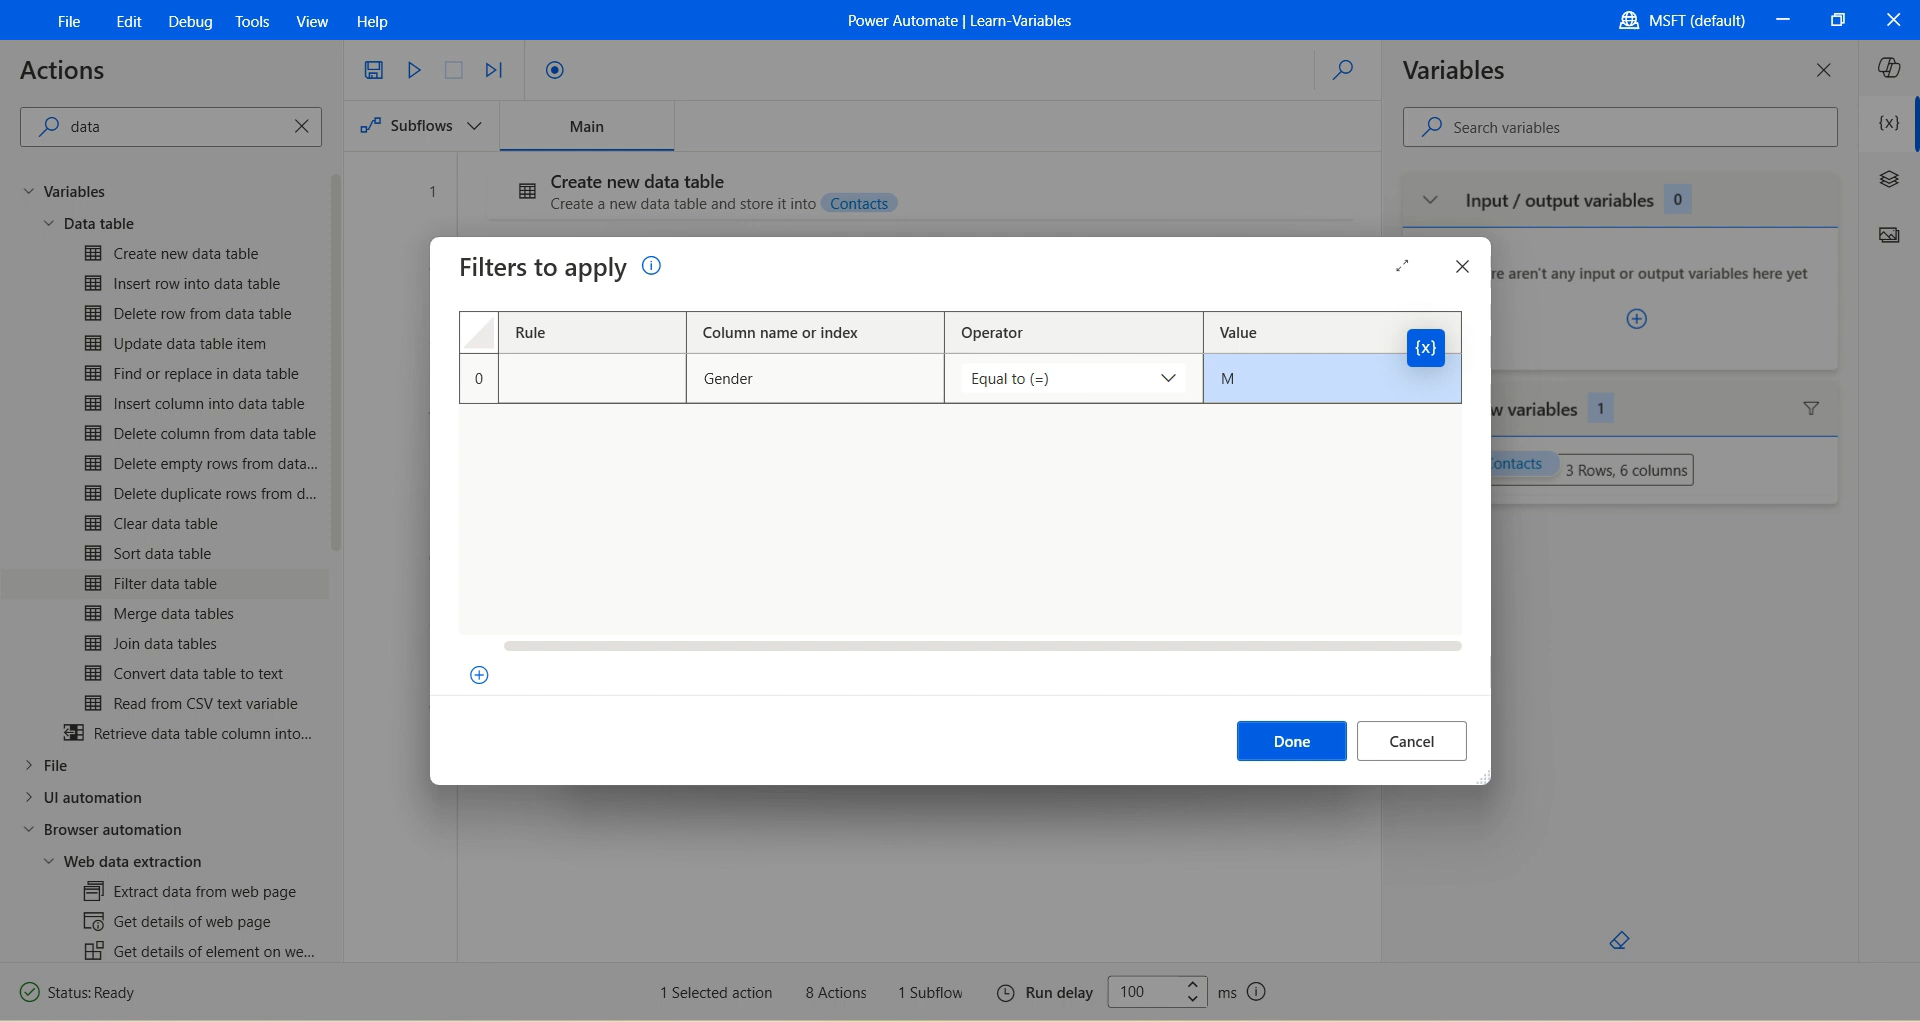 File Edit Debug Tools View Help
Power Automate | Learn-Variables
MSFT (default)
Actions
data
Variables
Data table
Create new data table
Insert row into data table
Delete row from data table
Update data table item
Find or replace in data table
Insert column into data table
Delete column from data table
Delete empty rows from data...
Delete duplicate rows from d...
Clear data table
Sort data table
Filter data table
Merge data tables
Join data tables
Convert data table to text
Read from CSV text variable
Retrieve data table column into...
File
UI automation
Browser automation
Web data extraction
Extract data from web page
Get details of web page
Get details of element on we...
Subflows
Main
1
Create new data table
Create a new data table and store it into Contacts
Filters to apply
Rule Column name or index Operator Value
{x}
0 Gender Equal to (=) M
Done Cancel
Variables
Search variables
{x}
Input / output variables 0
re aren't any input or output variables here yet
w variables 1
ontacts 3 Rows, 6 columns
Status: Ready
1 Selected action 8 Actions 1 Subflow Run delay 100 ms